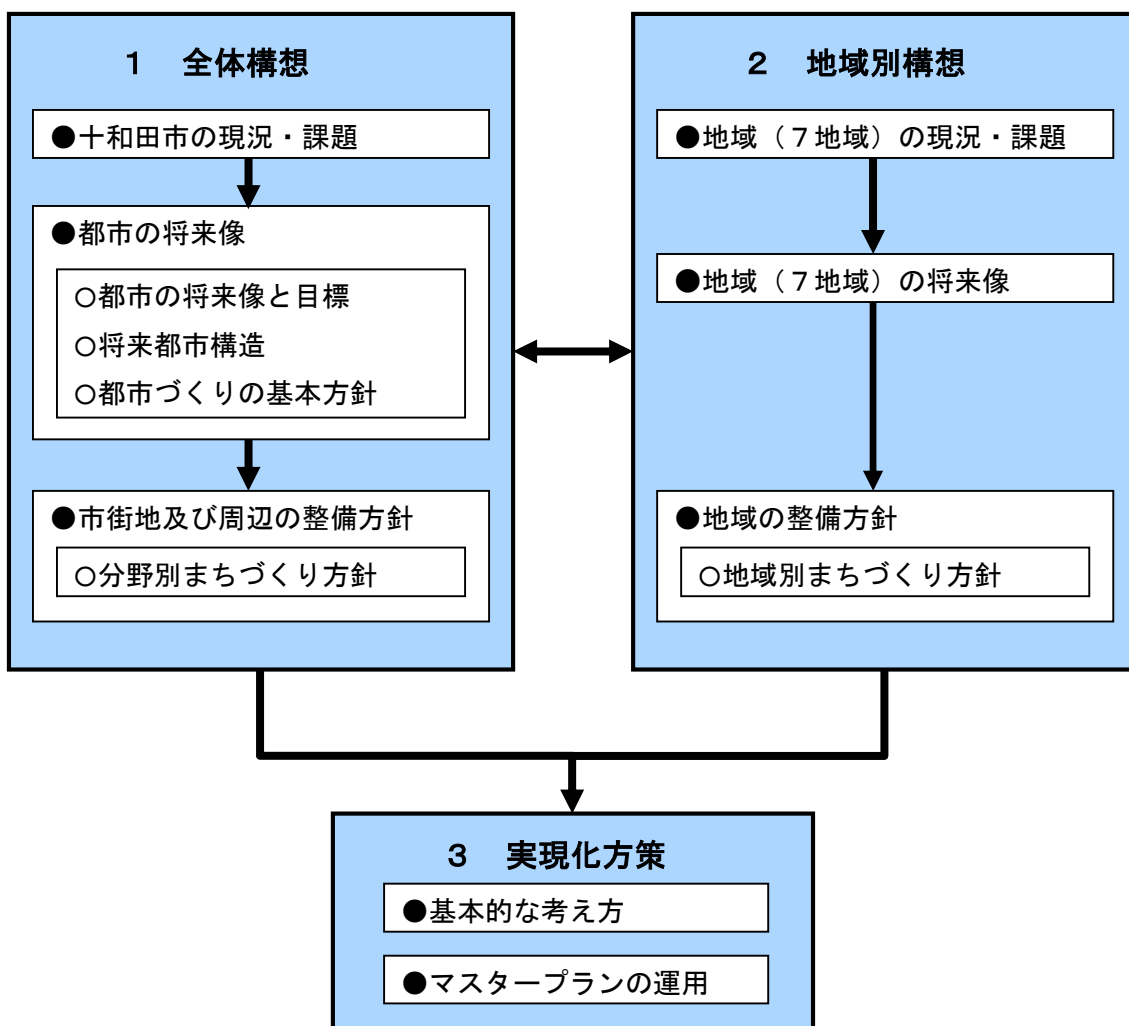 １　全体構想
●十和田市の現況・課題
●都市の将来像
○都市の将来像と目標
○将来都市構造
○都市づくりの基本方針
●市街地及び周辺の整備方針
○分野別まちづくり方針
２　地域別構想
●地域（７地域）の現況・課題
●地域（７地域）の将来像
●地域の整備方針
○地域別まちづくり方針
３　実現化方策
●基本的な考え方
●マスタープランの運用